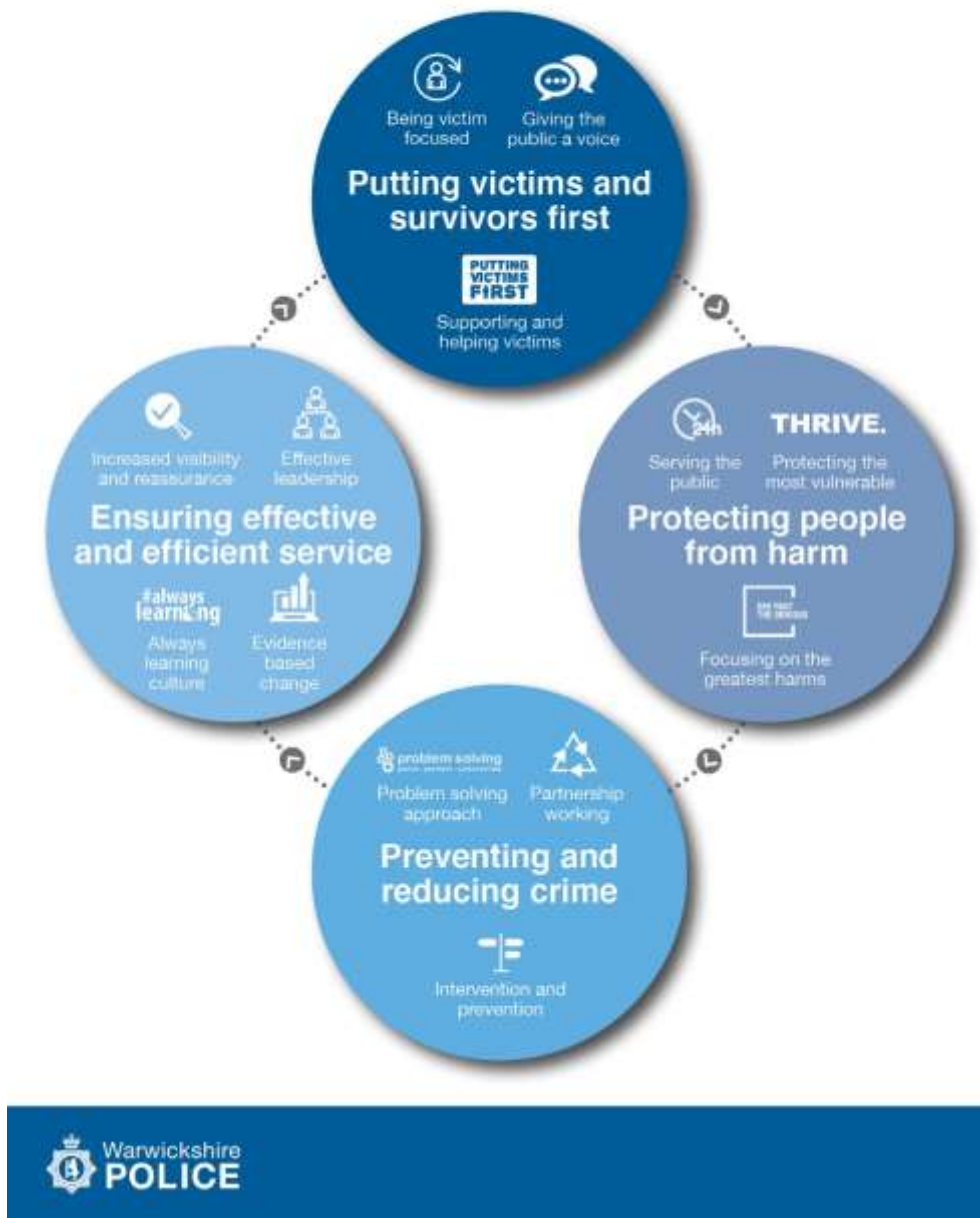 Being victim
focused
Giving the
public a voice
Putting victims and
survivors first
PUTTING
VICTIMS
FIRST
Supporting and
helping victims
24h
Serving the
public
THRIVE.
Protecting the
most vulnerable
Protecting people
from harm
Focusing on the
greatest harms
problem solving
Problem solving
approach
Partnership
working
Preventing and
reducing crime
Intervention and
prevention
Increased visibility
and reassurance
Effective
leadership
Ensuring effective
and efficient service
#always
learning
Always
learning
culture
Evidence
based
change
Warwickshire
POLICE